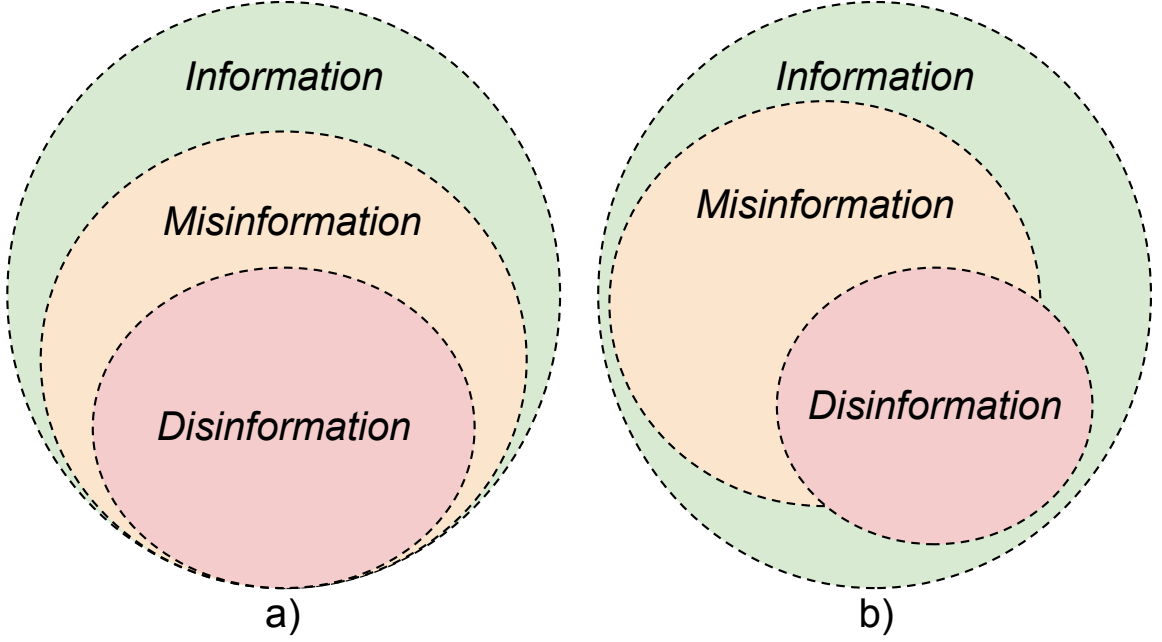 Information
Misinformation
Disinformation
a)
Information
Misinformation
Disinformation
b)